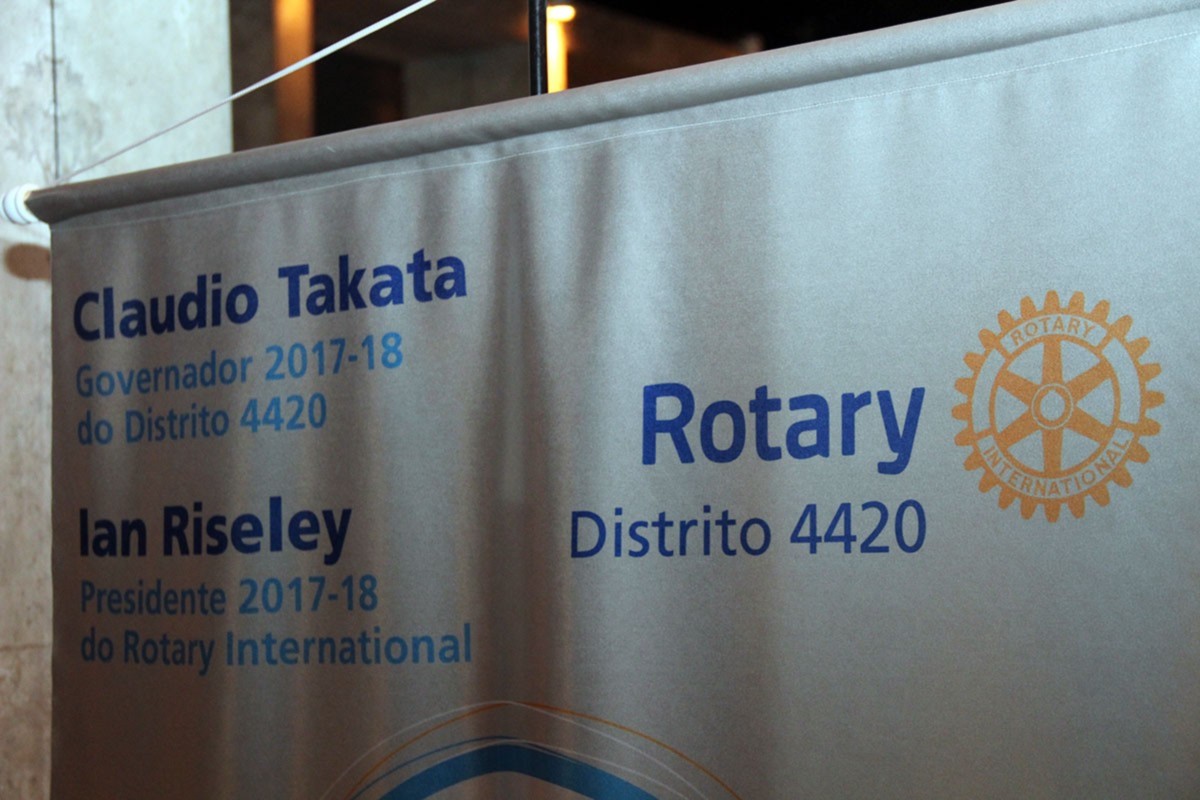 Claudio Takata
Governador 2017-18
do Distrito 4420
Ian Riseley
Presidente 2017-18
do Rotary International
Rotary
Distrito 4420
ROTARY
INTERNATIONAL